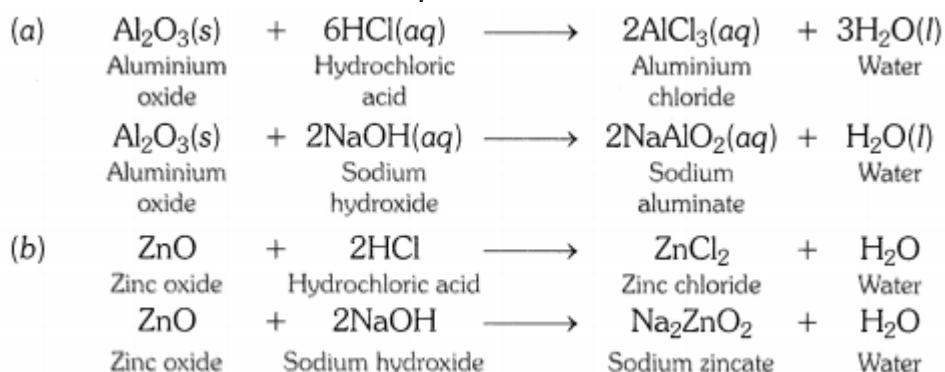 (a) Al₂O₃(s) + 6HCl(aq) ⟶ 2AlCl₃(aq) + 3H₂O(l)
Aluminium Hydrochloric Aluminium Water
oxide acid chloride
Al₂O₃(s) + 2NaOH(aq) ⟶ 2NaAlO₂(aq) + H₂O(l)
Aluminium Sodium Sodium Water
oxide hydroxide aluminate
(b) ZnO + 2HCl ⟶ ZnCl₂ + H₂O
Zinc oxide Hydrochloric acid Zinc chloride Water
ZnO + 2NaOH ⟶ Na₂ZnO₂ + H₂O
Zinc oxide Sodium hydroxide Sodium zincate Water